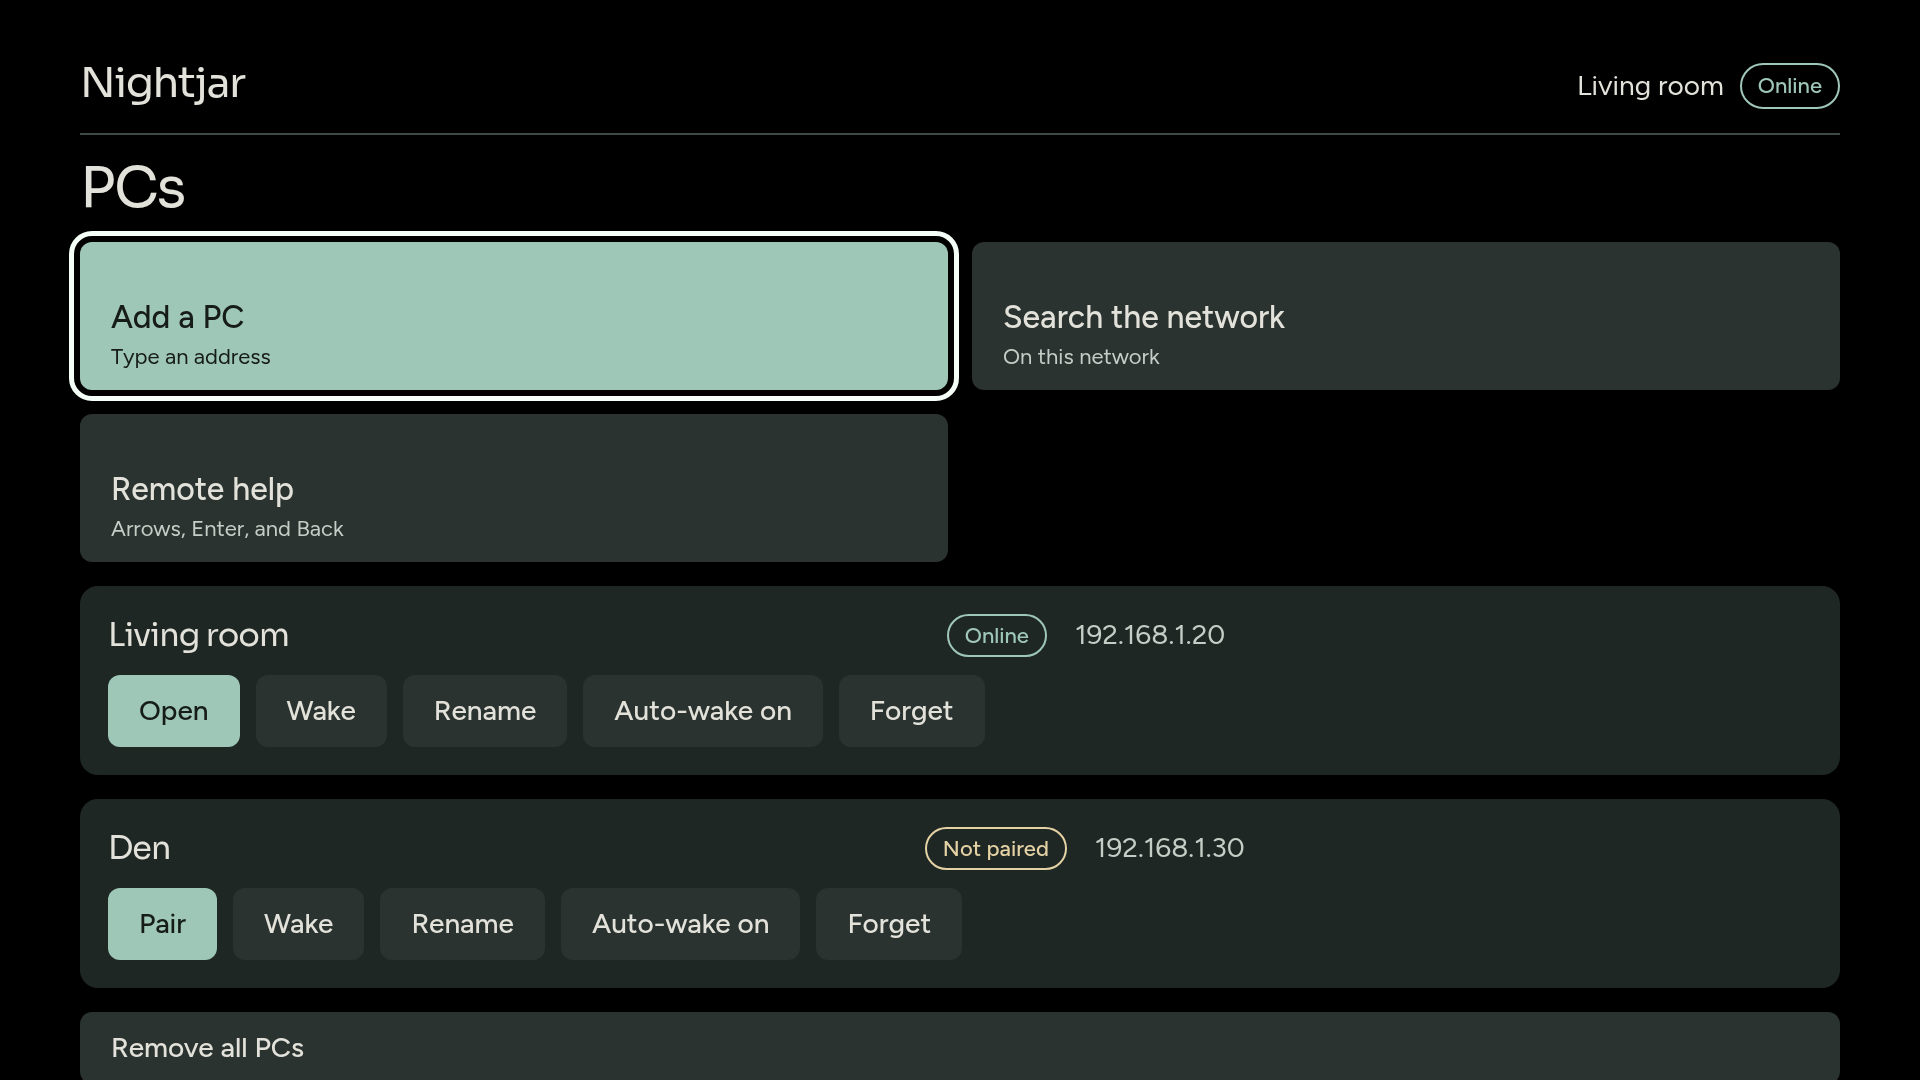 Nightjar
Living room Online
PCs
Add a PC
Type an address
Search the network
On this network
Remote help
Arrows, Enter, and Back
Living room Online 192.168.1.20
Open Wake Rename Auto-wake on Forget
Den Not paired 192.168.1.30
Pair Wake Rename Auto-wake on Forget
Remove all PCs